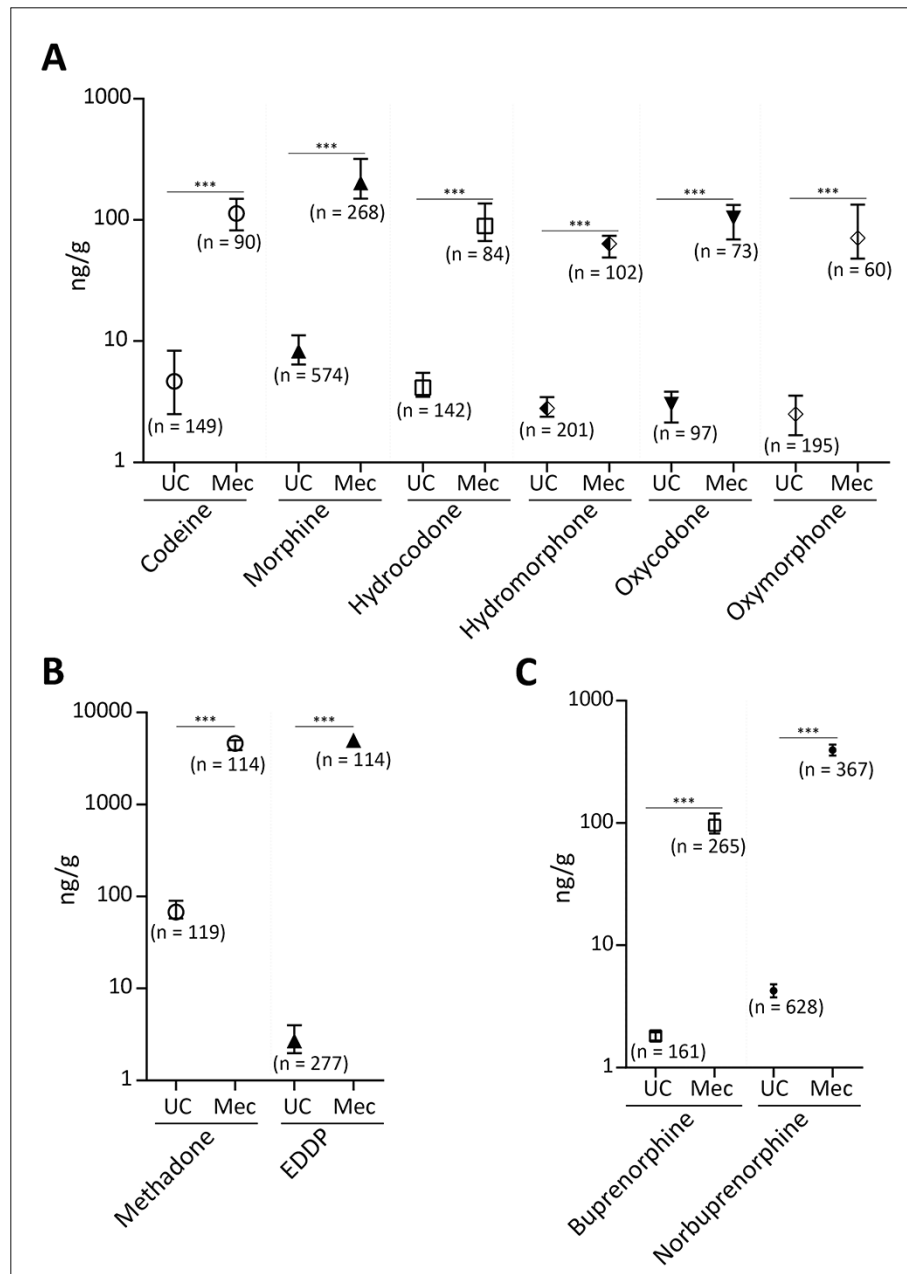 A
1000
100
10
1
ng/g
*** *** *** *** *** ***
(n = 90) (n = 268) (n = 84) (n = 102) (n = 73) (n = 60)
(n = 149) (n = 574) (n = 142) (n = 201) (n = 97) (n = 195)
UC Mec UC Mec UC Mec UC Mec UC Mec UC Mec
Codeine Morphine Hydrocodone Hydromorphone Oxycodone Oxymorphone
B
10000
1000
100
10
1
ng/g
*** ***
(n = 114) (n = 114)
(n = 119)
(n = 277)
UC Mec UC Mec
Methadone EDDP
C
1000
100
10
1
ng/g
***
(n = 367)
***
(n = 265)
(n = 628)
(n = 161)
UC Mec UC Mec
Buprenorphine Norbuprenorphine